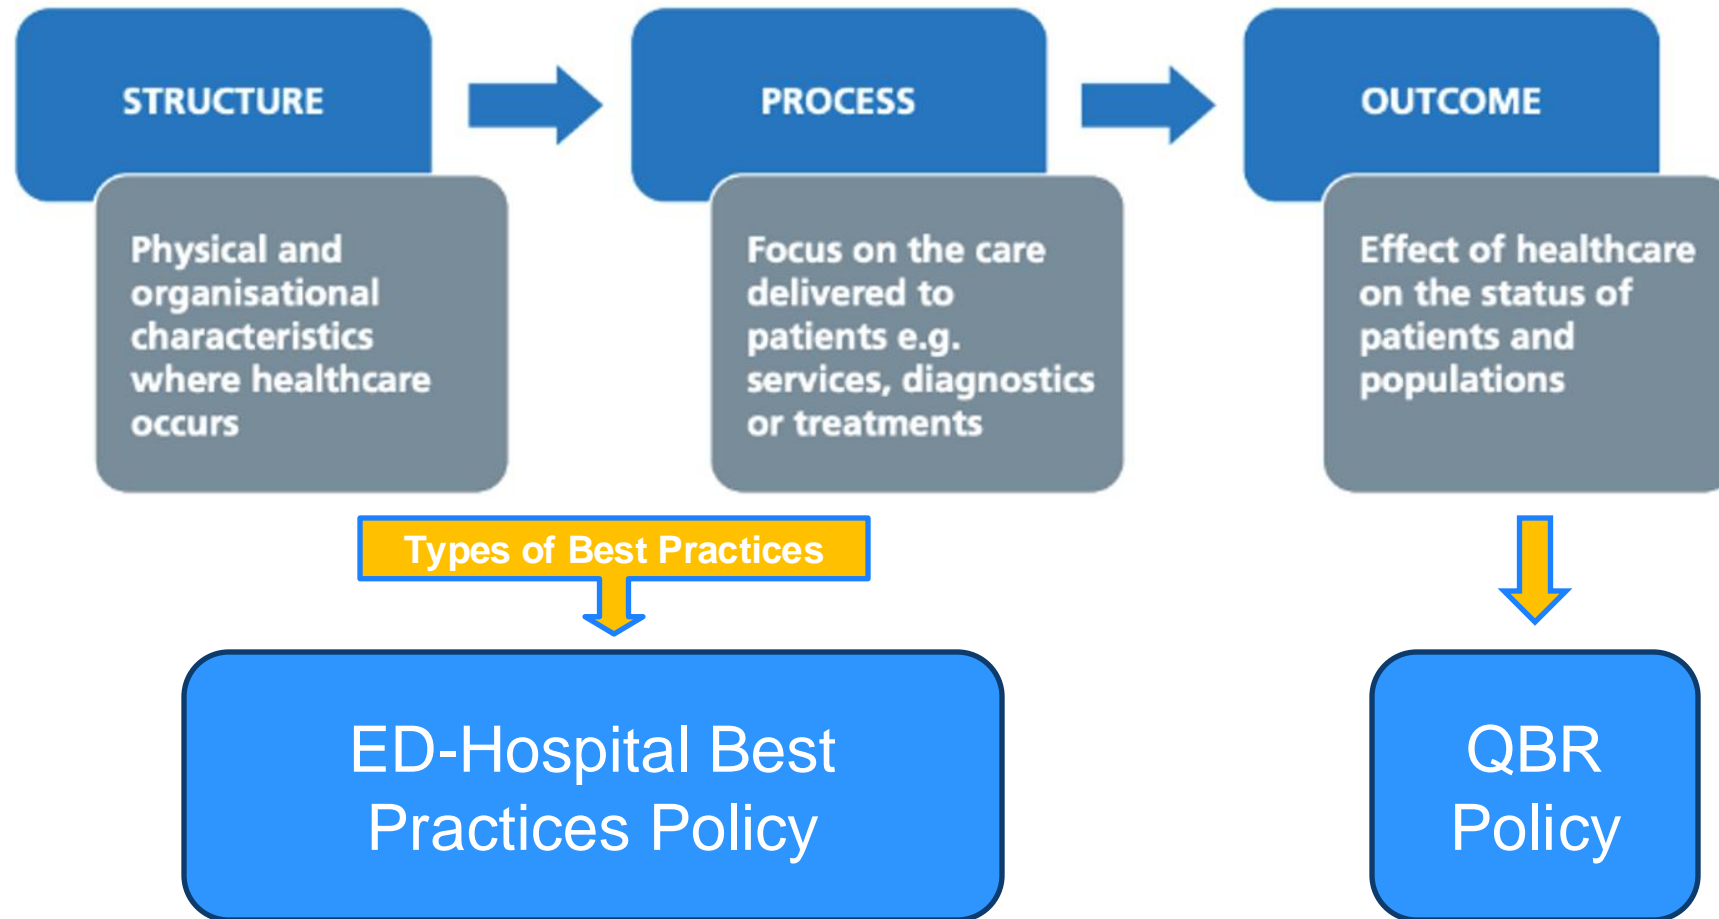 STRUCTURE
Physical and
organisational
characteristics
where healthcare
occurs
PROCESS
Focus on the care
delivered to
patients e.g.
services, diagnostics
or treatments
OUTCOME
Effect of healthcare
on the status of
patients and
populations
Types of Best Practices
ED-Hospital Best
Practices Policy
QBR
Policy